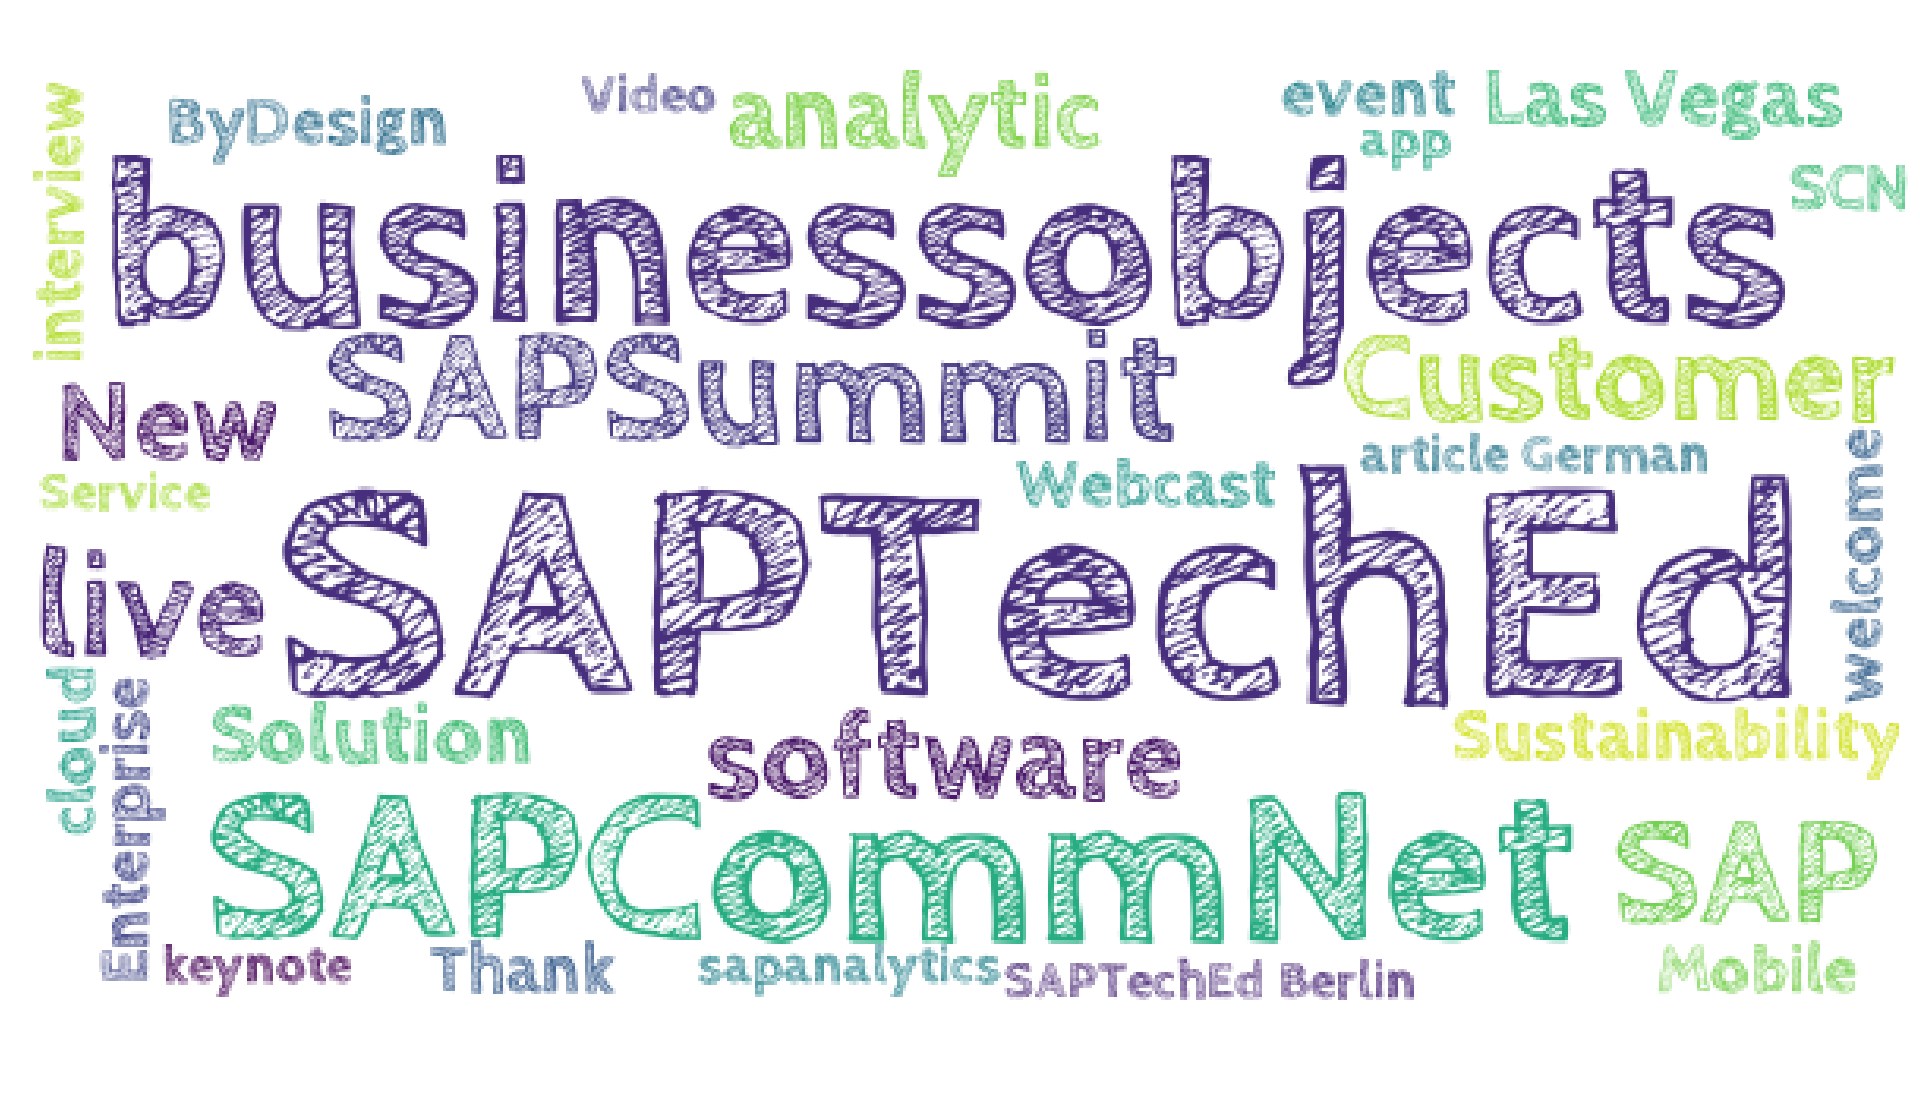 interview
ByDesign
Video
analytic
event
Las Vegas
app
SCN
businessobjects
SAPSummit
Customer
New
article German
Webcast
welcome
Service
SAPTechEd
live
cloud
Enterprise
Solution
software
Sustainability
SAPCommNet
SAP
keynote
Thank
sapanalytics
SAPTechEd Berlin
Mobile